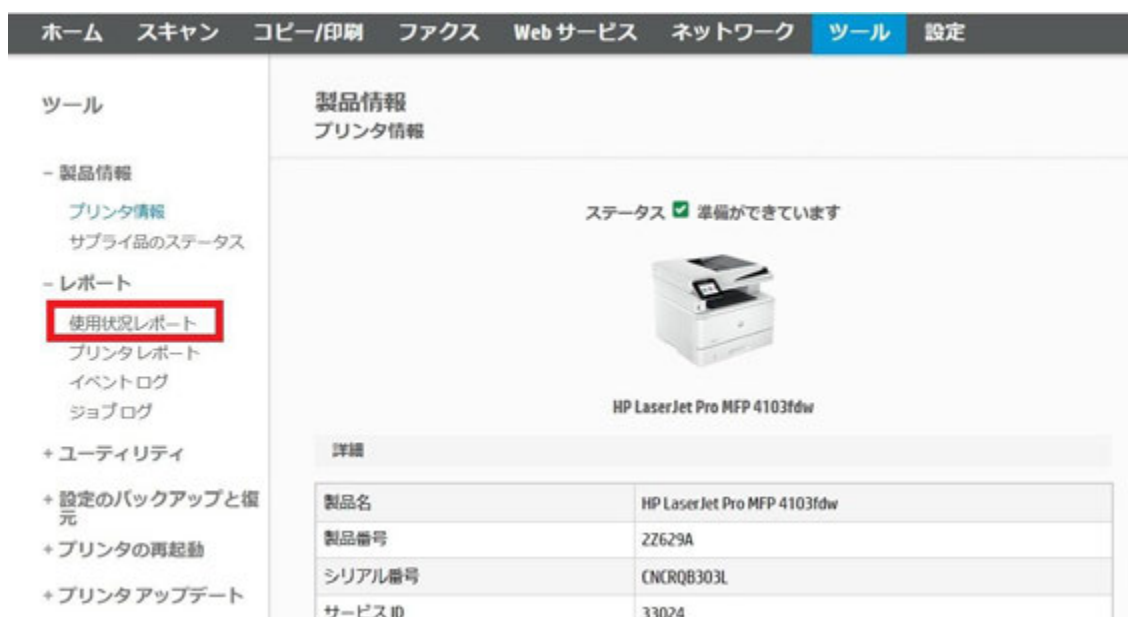 ホーム スキャン コピー/印刷 ファクス Web サービス ネットワーク ツール 設定
ツール
- 製品情報
プリンタ情報
サプライ品のステータス
- レポート
使用状況レポート
プリンタ レポート
イベント ログ
ジョブ ログ
+ ユーティリティ
+ 設定のバックアップと復
元
+ プリンタの再起動
+ プリンタ アップデート
製品情報
プリンタ情報
ステータス 準備ができています
HP LaserJet Pro MFP 4103fdw
詳細
製品名 HP LaserJet Pro MFP 4103fdw
製品番号 2Z629A
シリアル番号 CNCRQB303L
サービス ID 33024